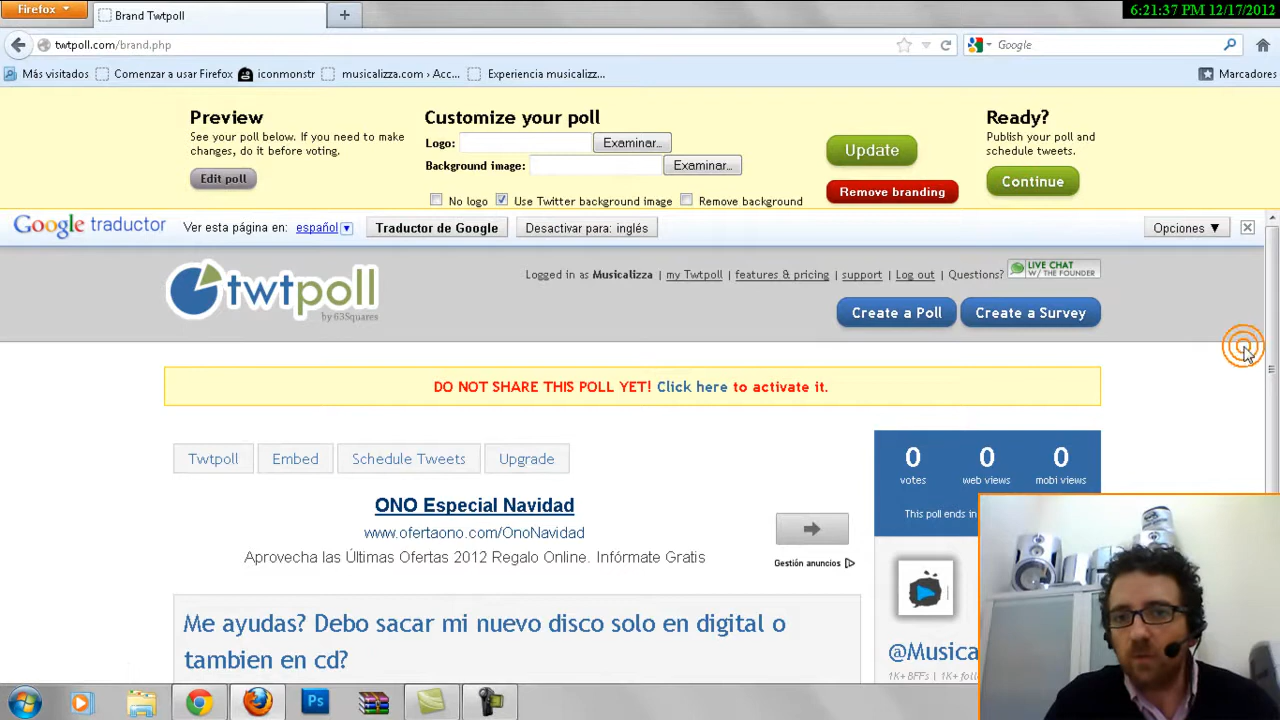 Firefox
Brand Twtpoll
6:21:37 PM 12/17/2012
twtpoll.com/brand.php
Google
Más visitados
Comenzar a usar Firefox
iconmonstr
musicalizza.com › Acc...
Experiencia musicalizz...
Marcadores
Preview
See your poll below. If you need to make
changes, do it before voting.
Edit poll
Customize your poll
Logo:
Examinar...
Background image:
Examinar...
No logo
Use Twitter background image
Remove background
Update
Remove branding
Ready?
Publish your poll and
schedule tweets.
Continue
Google traductor
Ver esta página en: español
Traductor de Google
Desactivar para: inglés
Opciones ▼
twtpoll
by 635squares
Logged in as Musicalizza | my Twtpoll | features & pricing | support | Log out | Questions?
LIVE CHAT
W/ THE FOUNDER
Create a Poll
Create a Survey
DO NOT SHARE THIS POLL YET! Click here to activate it.
Twtpoll
Embed
Schedule Tweets
Upgrade
0
votes
0
web views
0
mobi views
This poll ends in
ONO Especial Navidad
www.ofertaono.com/OnoNavidad
Aprovecha las Últimas Ofertas 2012 Regalo Online. Infórmate Gratis
Gestión anuncios
Me ayudas? Debo sacar mi nuevo disco solo en digital o
tambien en cd?
@Musica
1K+ BFFs | 1K+ foll
Ps